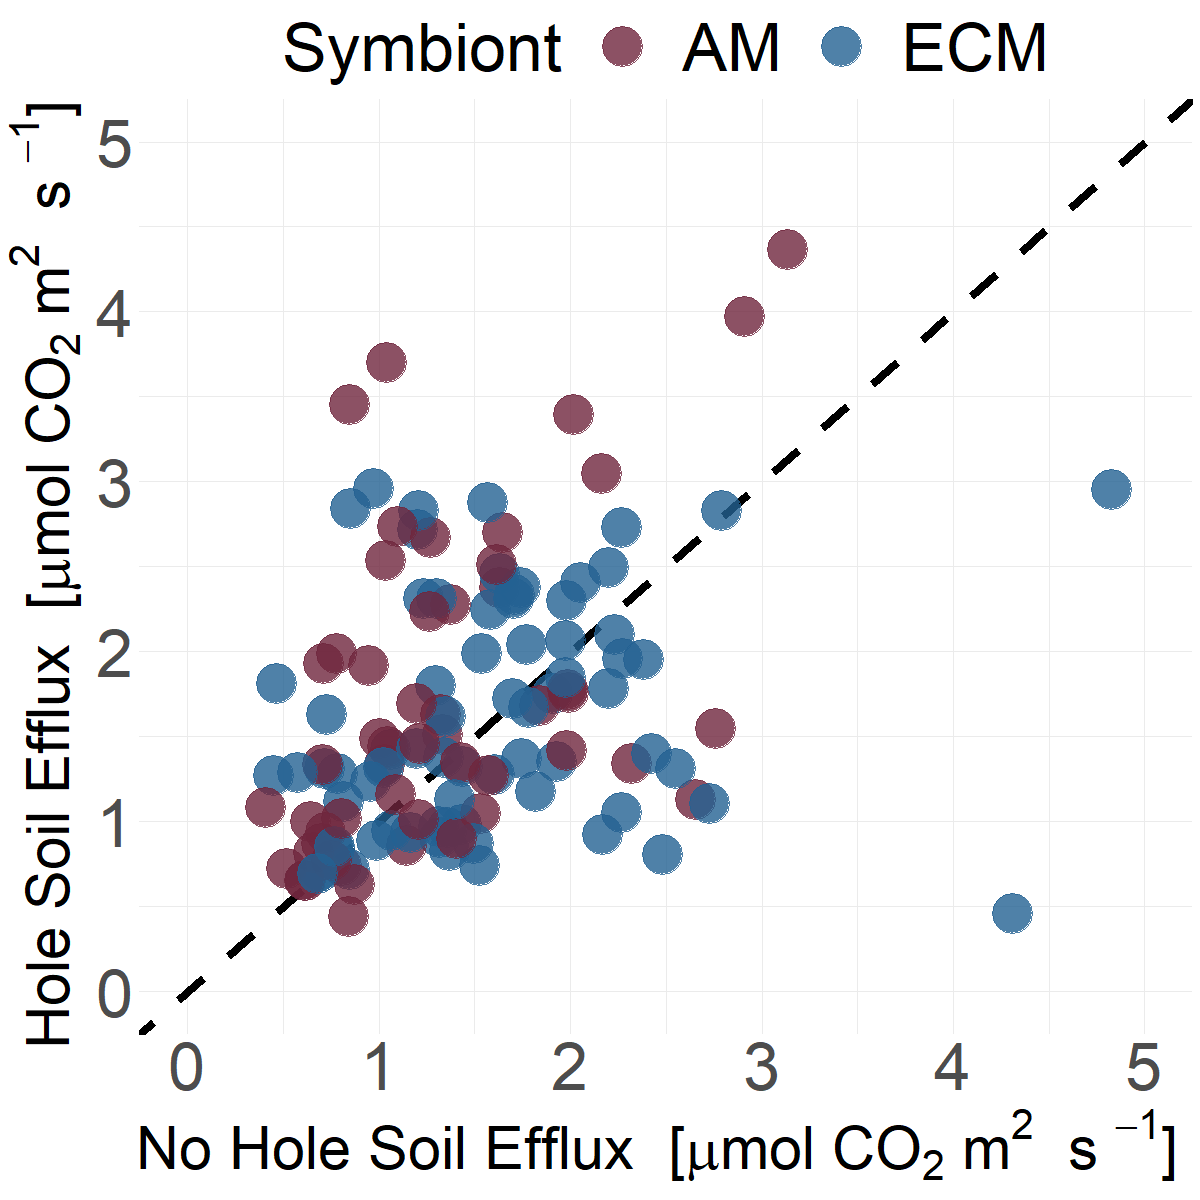 Symbiont AM ECM
Hole Soil Efflux [μmol CO₂ m² s⁻¹]
5
4
3
2
1
0
0 1 2 3 4 5
No Hole Soil Efflux [μmol CO₂ m² s⁻¹]